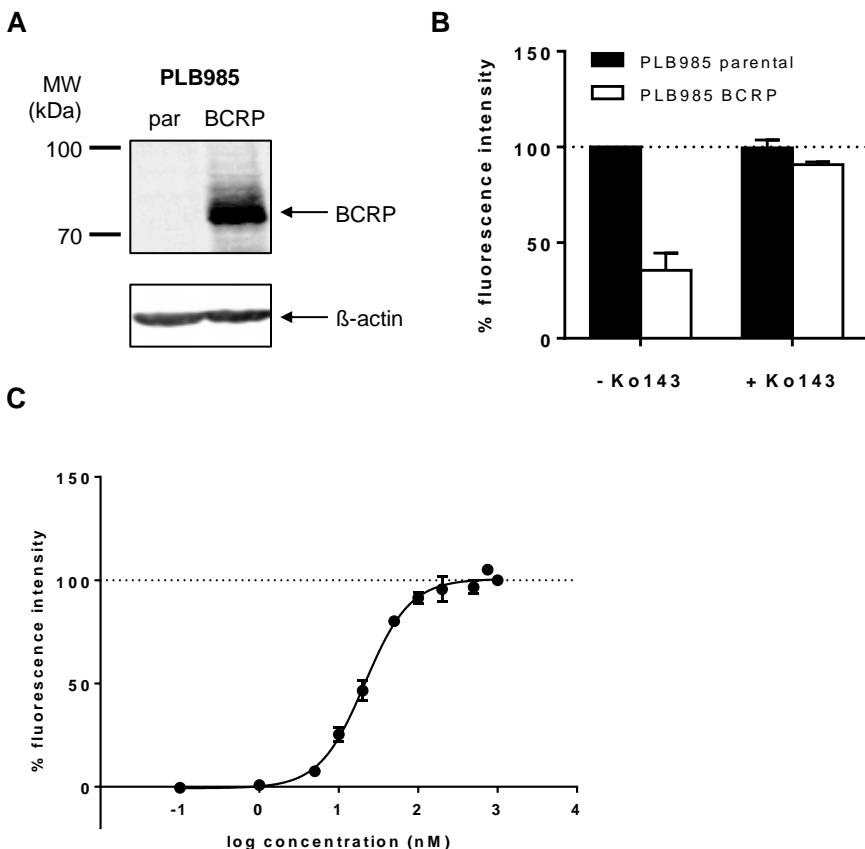 A
PLB985
MW
(kDa)
par BCRP
100
BCRP
70
ß-actin
B
% fluorescence intensity
150
100
50
0
PLB985 parental
PLB985 BCRP
- Ko143 + Ko143
C
% fluorescence intensity
150
100
50
0
-1 0 1 2 3 4
log concentration (nM)